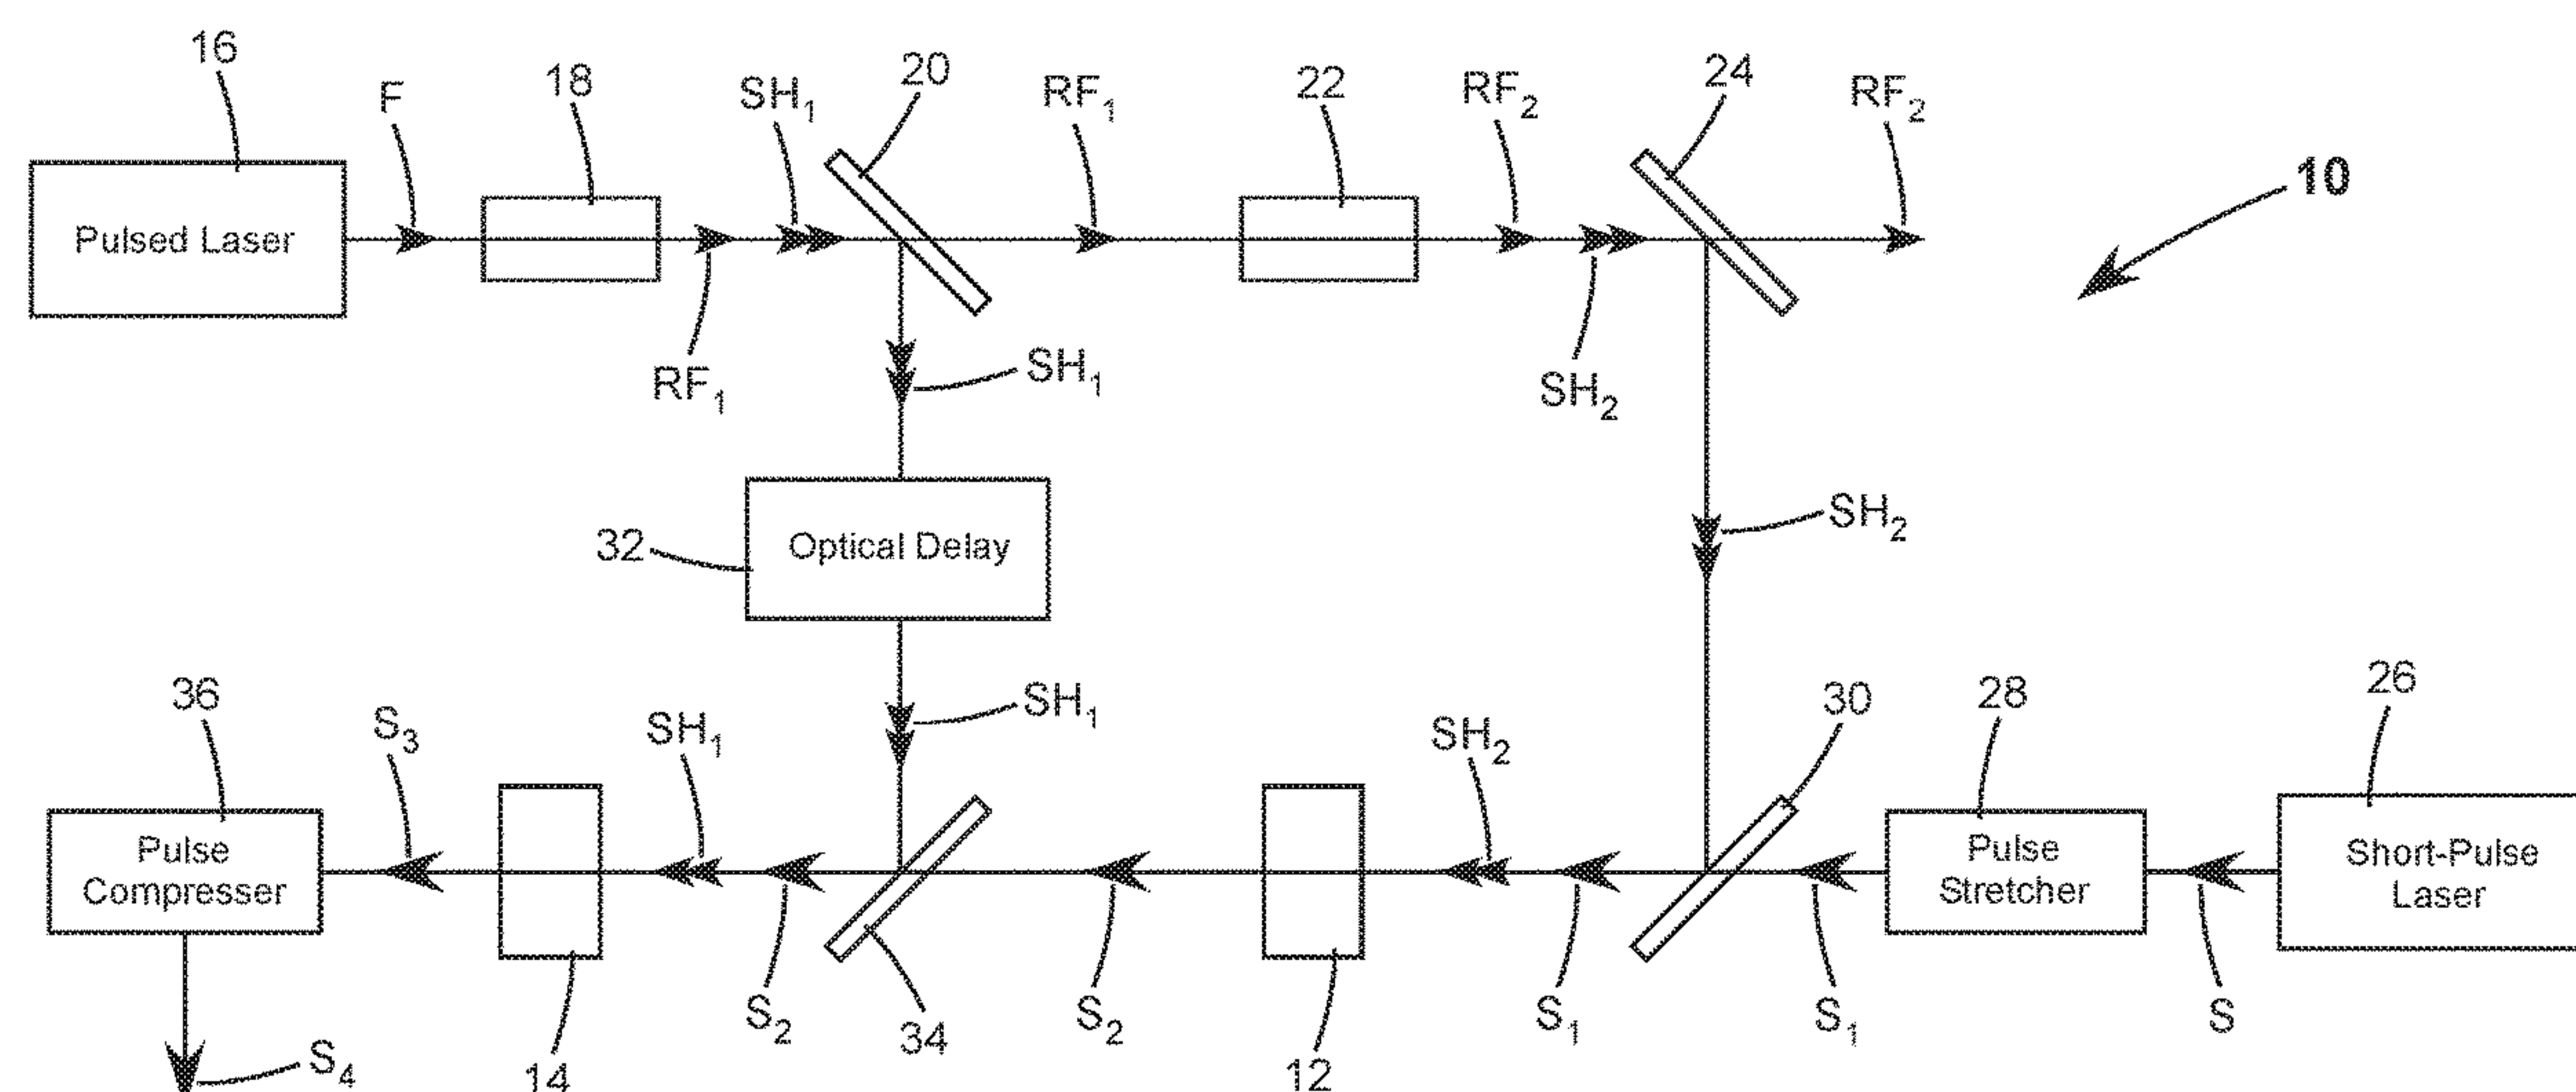 16
F
18
SH₁
20
RF₁
22
RF₂
24
RF₂
10
Pulsed Laser
RF₁
SH₁
SH₂
32
Optical Delay
SH₂
36
S₃
SH₁
SH₁
SH₂
30
28
26
Pulse
Compresser
Pulse
Stretcher
Short-Pulse
Laser
S₄
14
S₂
34
S₂
12
S₁
S₁
S